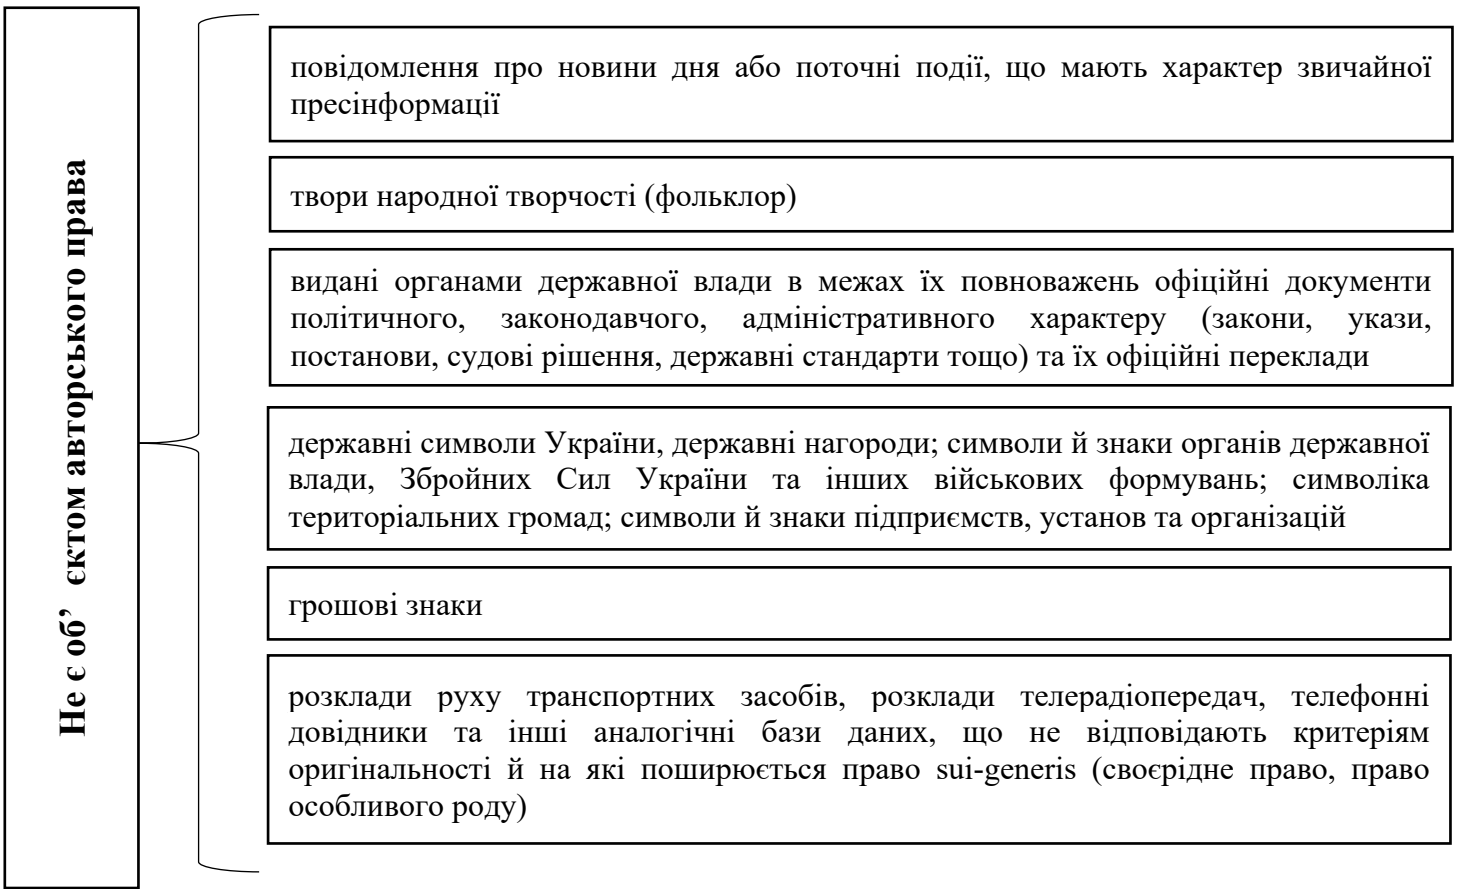 Не є об’ єктом авторського права
повідомлення про новини дня або поточні події, що мають характер звичайної
пресінформації
твори народної творчості (фольклор)
видані органами державної влади в межах їх повноважень офіційні документи
політичного, законодавчого, адміністративного характеру (закони, укази,
постанови, судові рішення, державні стандарти тощо) та їх офіційні переклади
державні символи України, державні нагороди; символи й знаки органів державної
влади, Збройних Сил України та інших військових формувань; символіка
територіальних громад; символи й знаки підприємств, установ та організацій
грошові знаки
розклади руху транспортних засобів, розклади телерадіопередач, телефонні
довідники та інші аналогічні бази даних, що не відповідають критеріям
оригінальності й на які поширюється право sui-generis (своєрідне право, право
особливого роду)